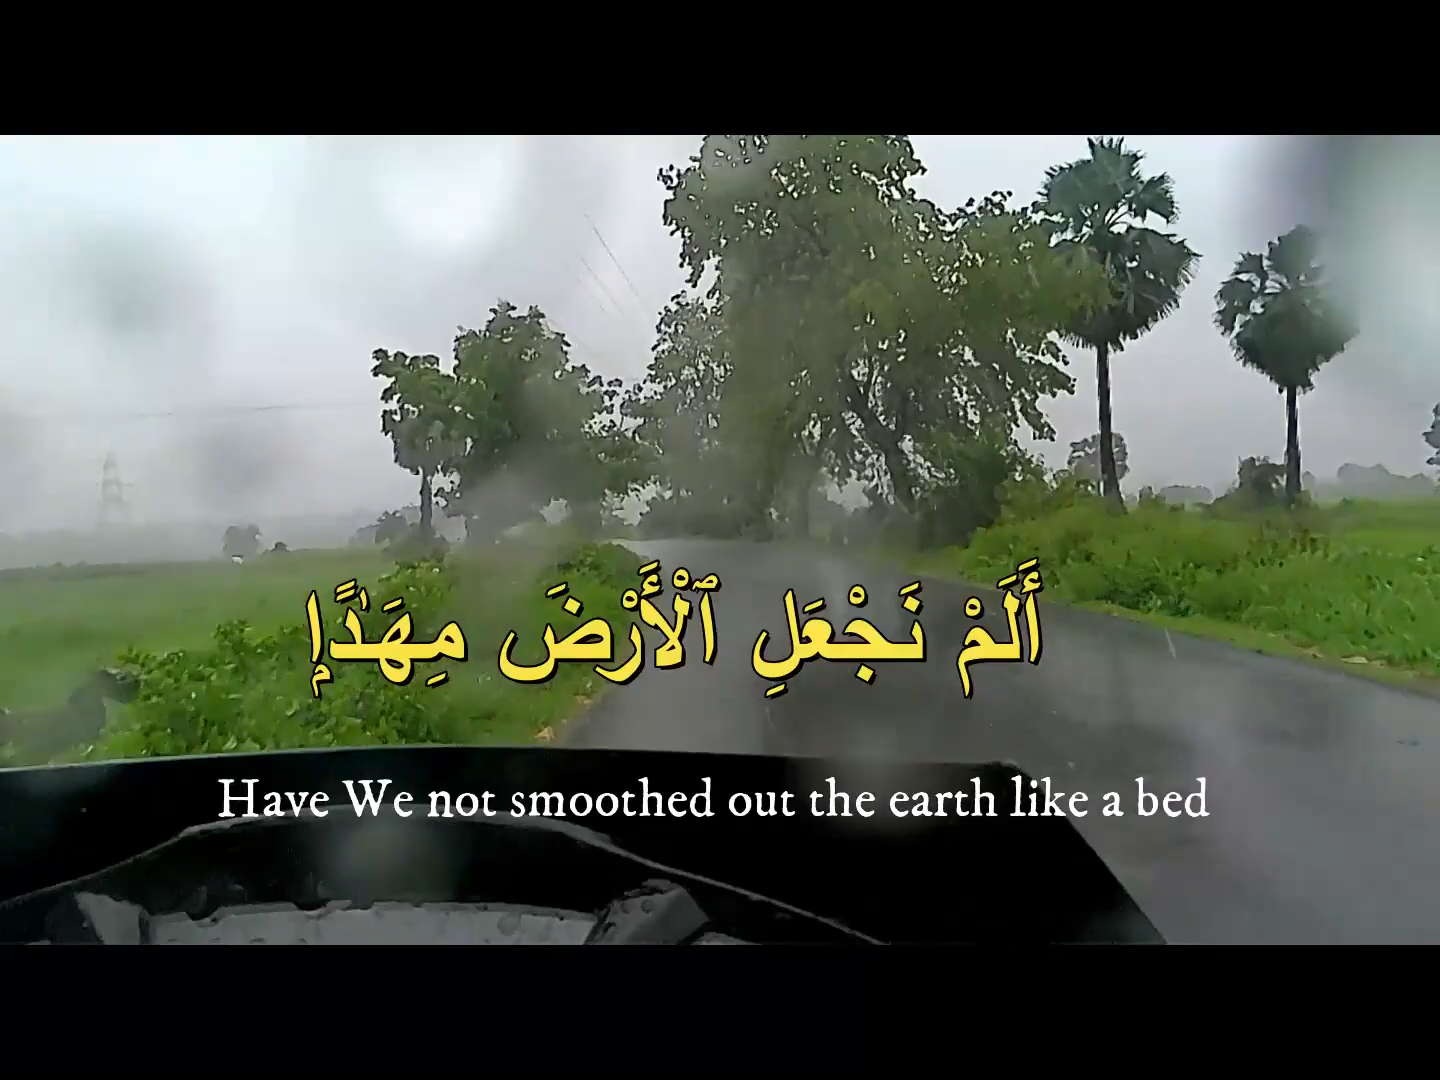 أَلَمْ نَجْعَلِ ٱلْأَرْضَ مِهَـٰدًإ
Have We not smoothed out the earth like a bed